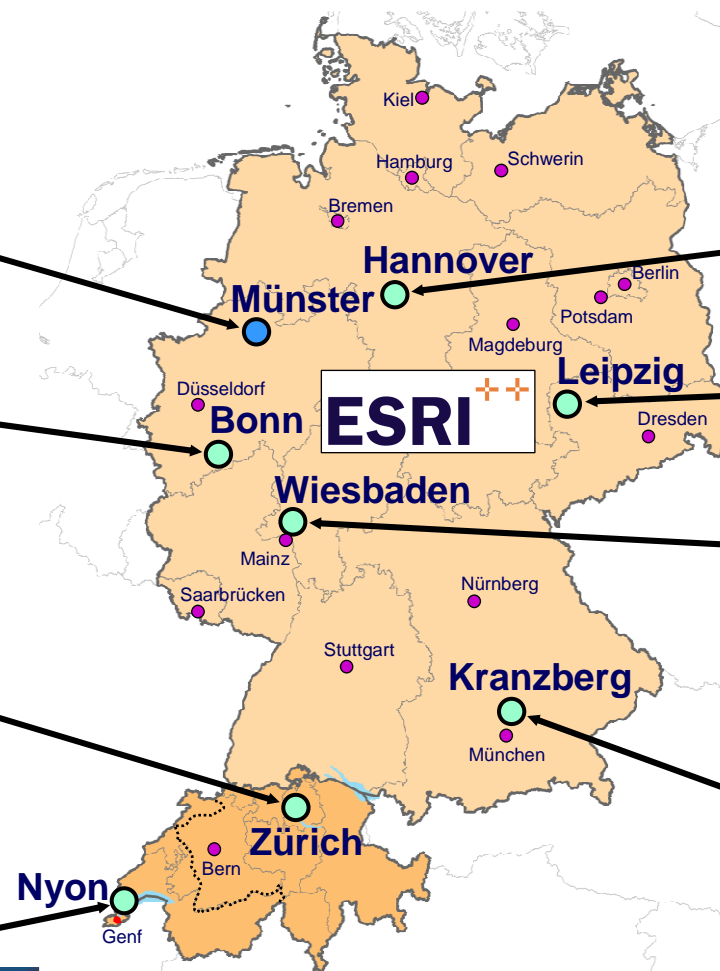 Kiel
Hamburg
Schwerin
Bremen
Hannover
Berlin
Münster
Potsdam
Magdeburg
Leipzig
Düsseldorf
ESRI
Bonn
Dresden
Wiesbaden
Mainz
Nürnberg
Saarbrücken
Stuttgart
Kranzberg
München
Zürich
Bern
Nyon
Genf